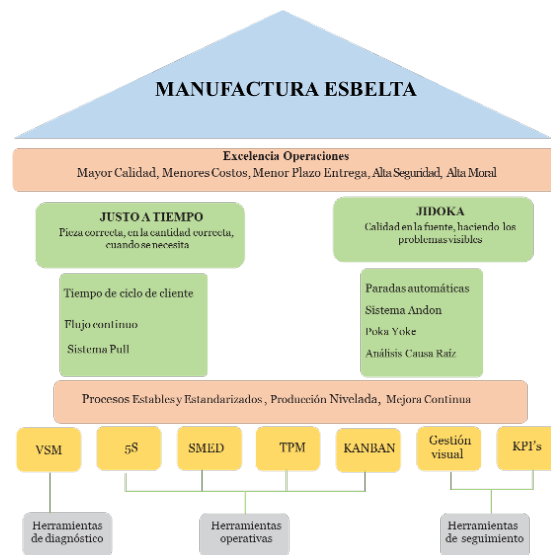 MANUFACTURA ESBELTA
Excelencia Operaciones
Mayor Calidad, Menores Costos, Menor Plazo Entrega, Alta Seguridad, Alta Moral
JUSTO A TIEMPO
Pieza correcta, en la cantidad correcta,
cuando se necesita
JIDOKA
Calidad en la fuente, haciendo los
problemas visibles
Tiempo de ciclo de cliente
Flujo continuo
Sistema Pull
Paradas automáticas
Sistema Andon
Poka Yoke
Análisis Causa Raíz
Procesos Estables y Estandarizados , Producción Nivelada, Mejora Continua
VSM
5S
SMED
TPM
KANBAN
Gestión
visual
KPI's
Herramientas
de diagnóstico
Herramientas
operativas
Herramientas
de seguimiento